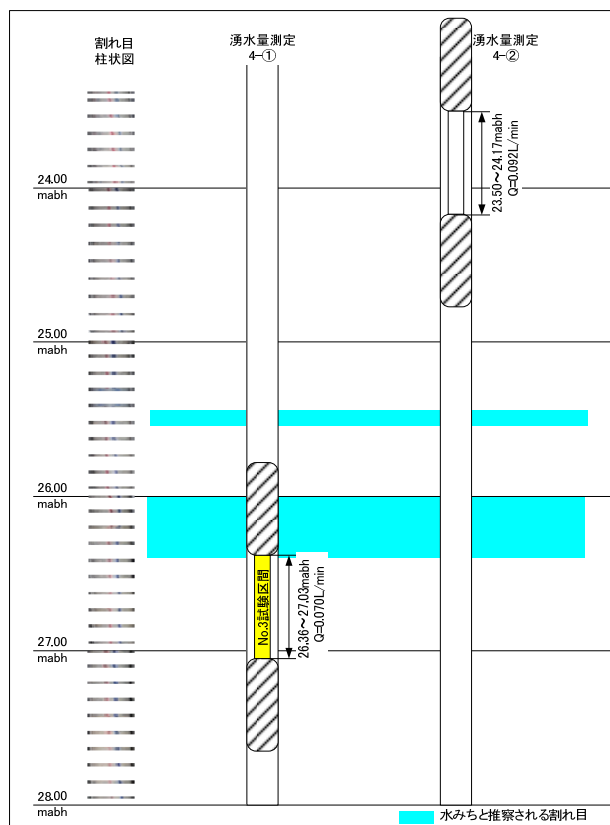 割れ目
柱状図
湧水量測定
4-①
湧水量測定
4-②
23.50～24.17mabh
Q=0.092L/min
24.00
mabh
25.00
mabh
26.00
mabh
No.3試験区間
26.36～27.03mabh
Q=0.070L/min
27.00
mabh
28.00
mabh
水みちと推察される割れ目